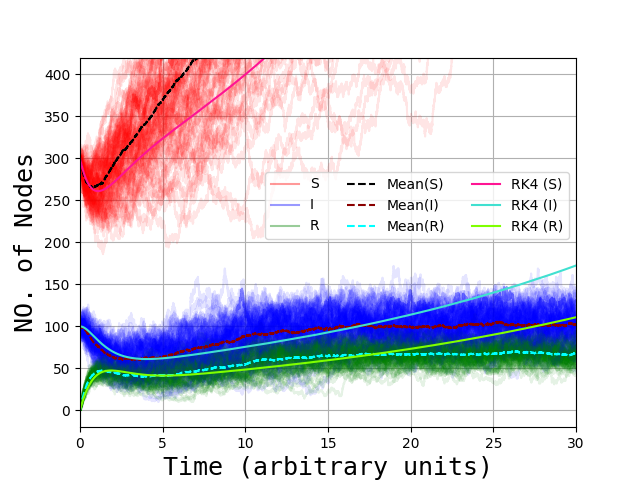 400
350
300
250
200
150
100
50
0
NO. of Nodes
S Mean(S) RK4 (S)
I Mean(I) RK4 (I)
R Mean(R) RK4 (R)
0 5 10 15 20 25 30
Time (arbitrary units)